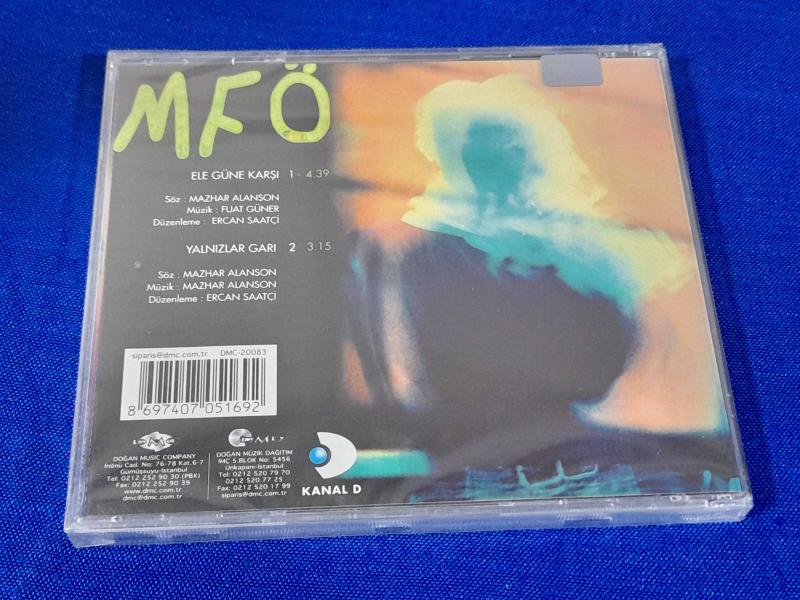 MFÖ
ELE GÜNE KARŞI 1 - 4.39
Söz : MAZHAR ALANSON
Müzik : FUAT GÜNER
Düzenleme : ERCAN SAATÇİ
YALNIZLAR GARI 2 3.15
Söz : MAZHAR ALANSON
Müzik : MAZHAR ALANSON
Düzenleme : ERCAN SAATÇİ
siparis@dmc.com.tr DMC-20083
8 697407 051692
DOĞAN MUSIC COMPANY
İnönü Cad. No: 76-78 Kat.6-7
Gümüşsuyu-İstanbul
Tel: 0212 252 90 30 (PBX)
Fax: 0212 252 90 39
www.dmc.com.tr
dmc@dmc.com.tr
DOĞAN MÜZİK DAĞITIM
İMÇ 5.BLOK No: 5456
Unkapanı-İstanbul
Tel: 0212 520 79 70
0212 520 77 25
Fax: 0212 520 17 99
siparis@dmc.com.tr
KANAL D